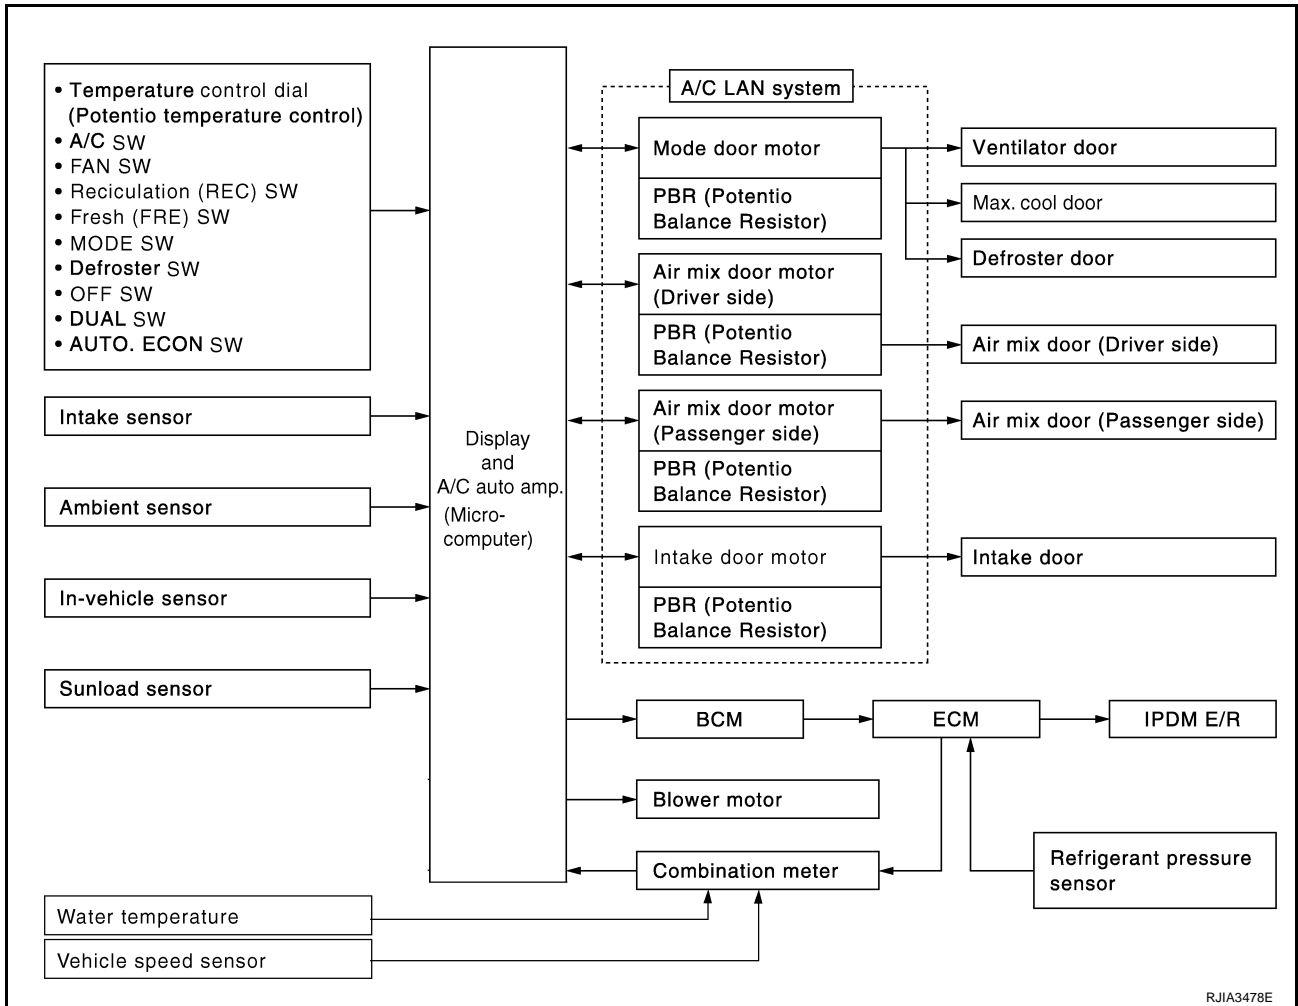 • Temperature control dial
(Potentio temperature control)
• A/C SW
• FAN SW
• Reciculation (REC) SW
• Fresh (FRE) SW
• MODE SW
• Defroster SW
• OFF SW
• DUAL SW
• AUTO. ECON SW
Intake sensor
Ambient sensor
In-vehicle sensor
Sunload sensor
Water temperature
Vehicle speed sensor
Display
and
A/C auto amp.
(Micro-
computer)
A/C LAN system
Mode door motor
PBR (Potentio
Balance Resistor)
Air mix door motor
(Driver side)
PBR (Potentio
Balance Resistor)
Air mix door motor
(Passenger side)
PBR (Potentio
Balance Resistor)
Intake door motor
PBR (Potentio
Balance Resistor)
Ventilator door
Max. cool door
Defroster door
Air mix door (Driver side)
Air mix door (Passenger side)
Intake door
BCM
ECM
IPDM E/R
Blower motor
Combination meter
Refrigerant pressure
sensor
RJIA3478E